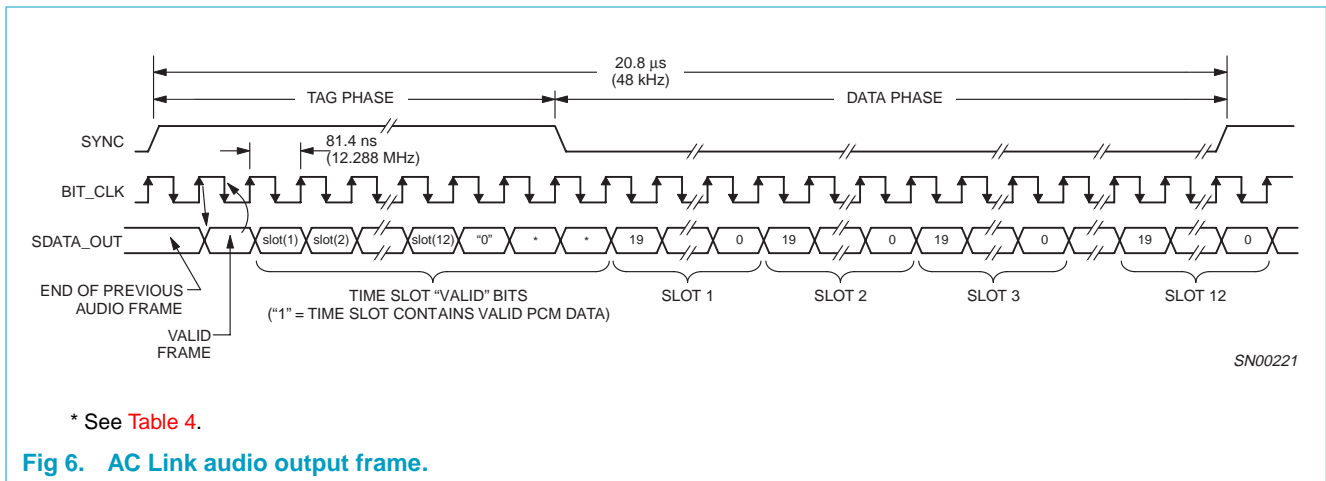 20.8 μs
(48 kHz)
TAG PHASE
DATA PHASE
SYNC
81.4 ns
(12.288 MHz)
BIT_CLK
SDATA_OUT
slot(1) slot(2) slot(12) “0” * * 19 0 19 0 19 0 19 0
END OF PREVIOUS
AUDIO FRAME
TIME SLOT “VALID” BITS
(“1” = TIME SLOT CONTAINS VALID PCM DATA)
SLOT 1
SLOT 2
SLOT 3
SLOT 12
VALID
FRAME
SN00221
* See Table 4.
Fig 6. AC Link audio output frame.